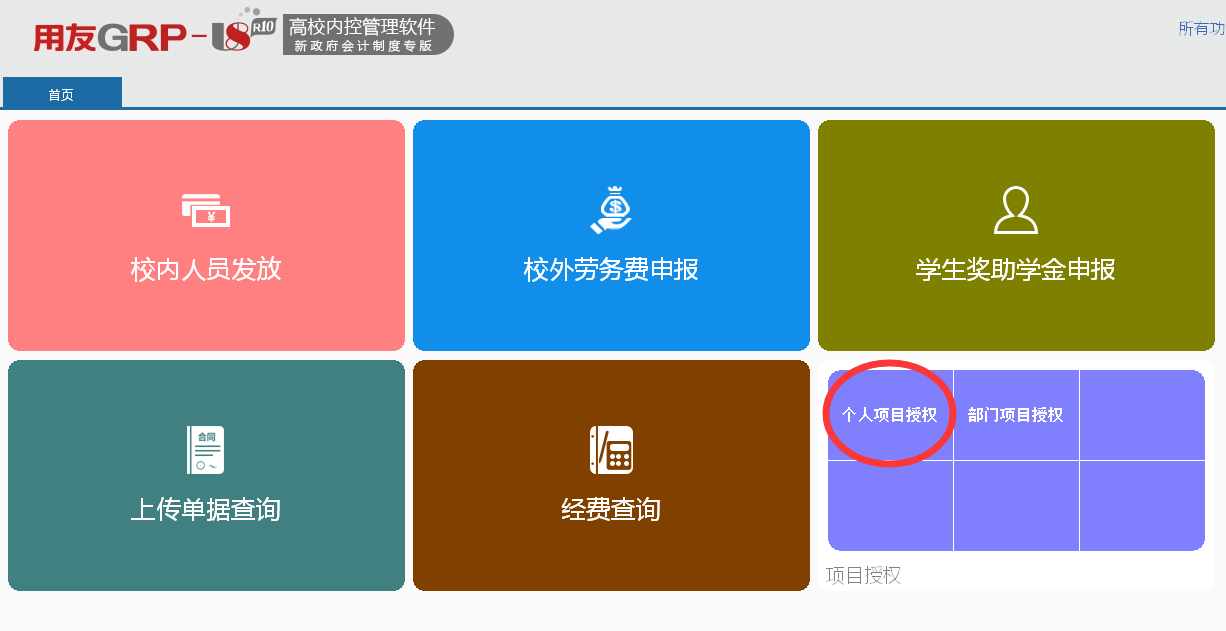 用友GRP-U8 R10
高校内控管理软件
新政府会计制度专版
所有功
首页
¥
校内人员发放
$
校外劳务费申报
学生奖助学金申报
合同
上传单据查询
经费查询
个人项目授权
部门项目授权
项目授权